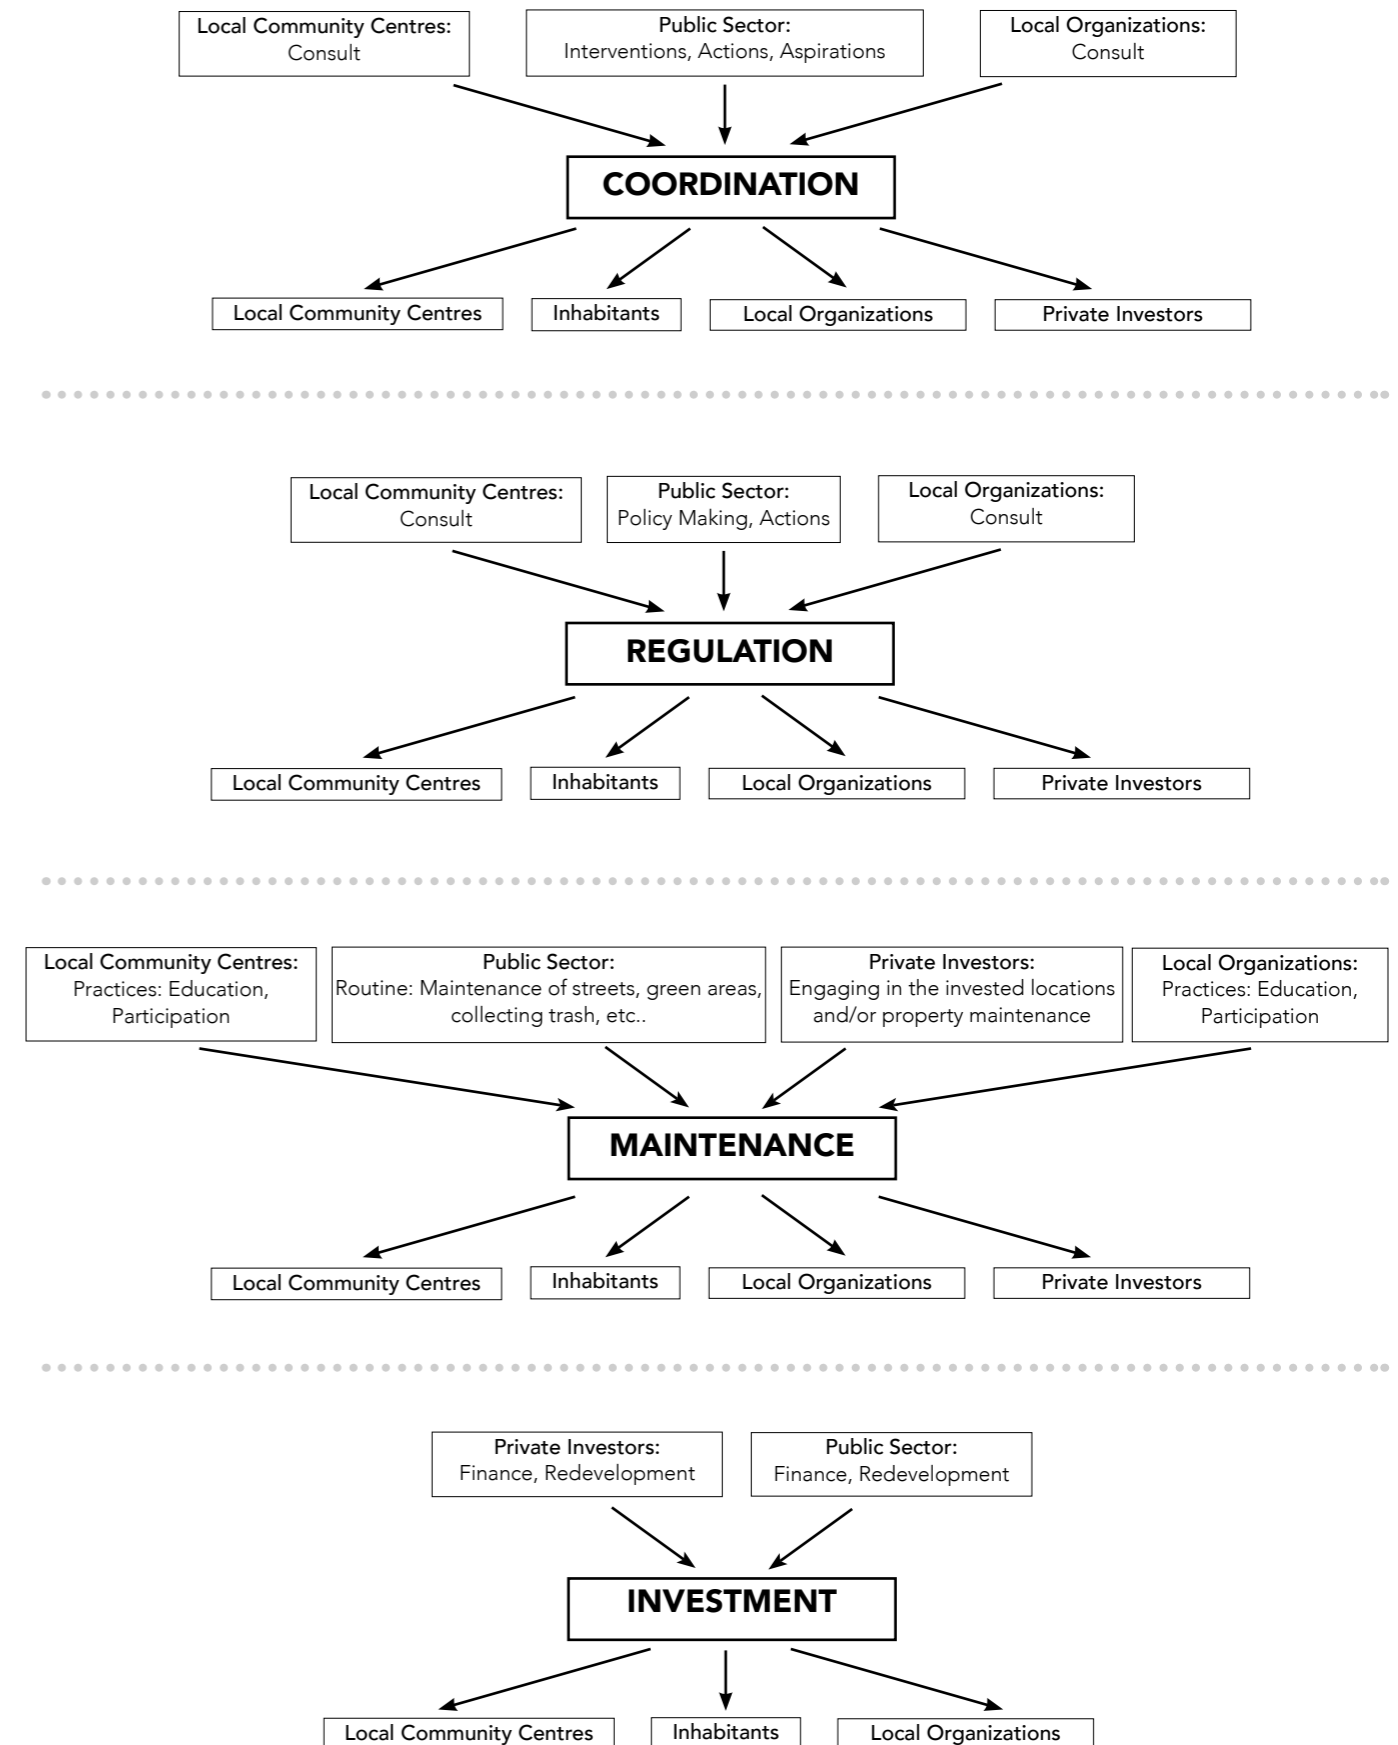 Local Community Centres:
Consult
Public Sector:
Interventions, Actions, Aspirations
Local Organizations:
Consult
COORDINATION
Local Community Centres
Inhabitants
Local Organizations
Private Investors
Local Community Centres:
Consult
Public Sector:
Policy Making, Actions
Local Organizations:
Consult
REGULATION
Local Community Centres
Inhabitants
Local Organizations
Private Investors
Local Community Centres:
Practices: Education,
Participation
Public Sector:
Routine: Maintenance of streets, green areas,
collecting trash, etc..
Private Investors:
Engaging in the invested locations
and/or property maintenance
Local Organizations:
Practices: Education,
Participation
MAINTENANCE
Local Community Centres
Inhabitants
Local Organizations
Private Investors
Private Investors:
Finance, Redevelopment
Public Sector:
Finance, Redevelopment
INVESTMENT
Local Community Centres
Inhabitants
Local Organizations